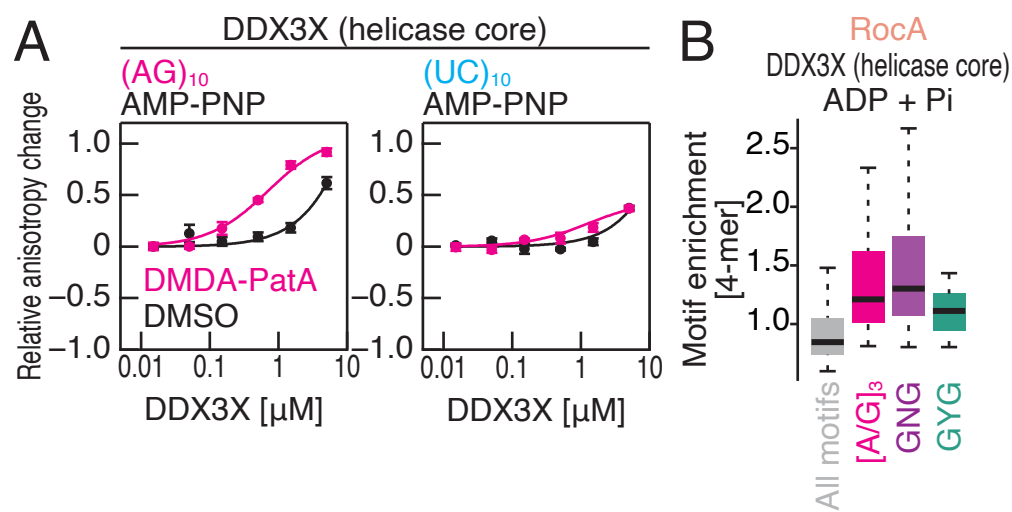 A
DDX3X (helicase core)
(AG)10
AMP-PNP
(UC)10
AMP-PNP
Relative anisotropy change
1.0
0.5
0
−0.5
−1.0
DMDA-PatA
DMSO
0.01
0.1
1
10
DDX3X [µM]
1.0
0.5
0
−0.5
−1.0
0.01
0.1
1
10
DDX3X [µM]
B
RocA
DDX3X (helicase core)
ADP + Pi
Motif enrichment
[4-mer]
2.5
2.0
1.5
1.0
All motifs
[A/G]3
GNG
GYG